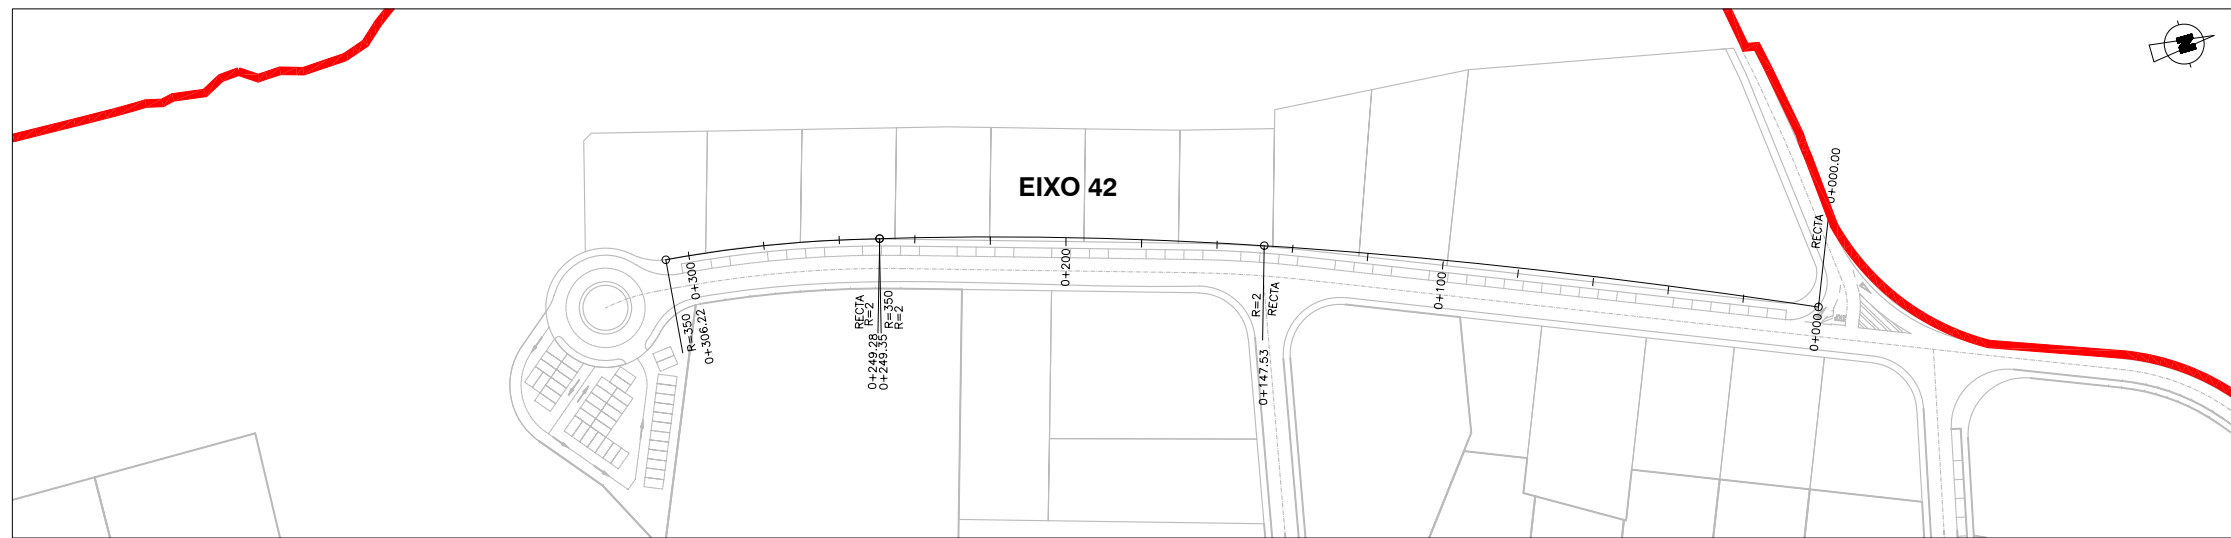 N
EIXO 42
0+300
R=350
0+306.22
RECTA
R=2
0+249.28
0+249.35
R=350
R=2
0+200
R=2
RECTA
0+147.53
0+100
0+000.00
RECTA
0+000